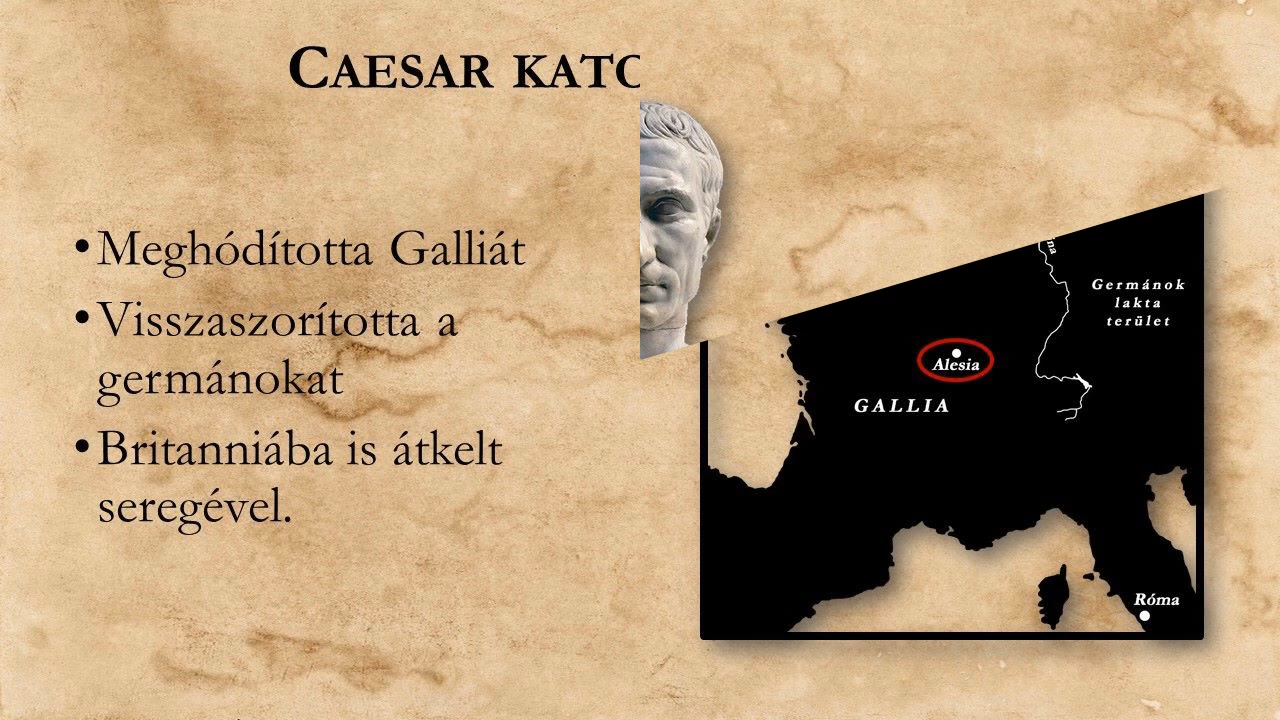 CAESAR KATO
• Meghódította Galliát
• Visszaszorította a
germánokat
• Britanniába is átkelt
seregével.
Germánok
lakta
terület
Alesia
GALLIA
Róma